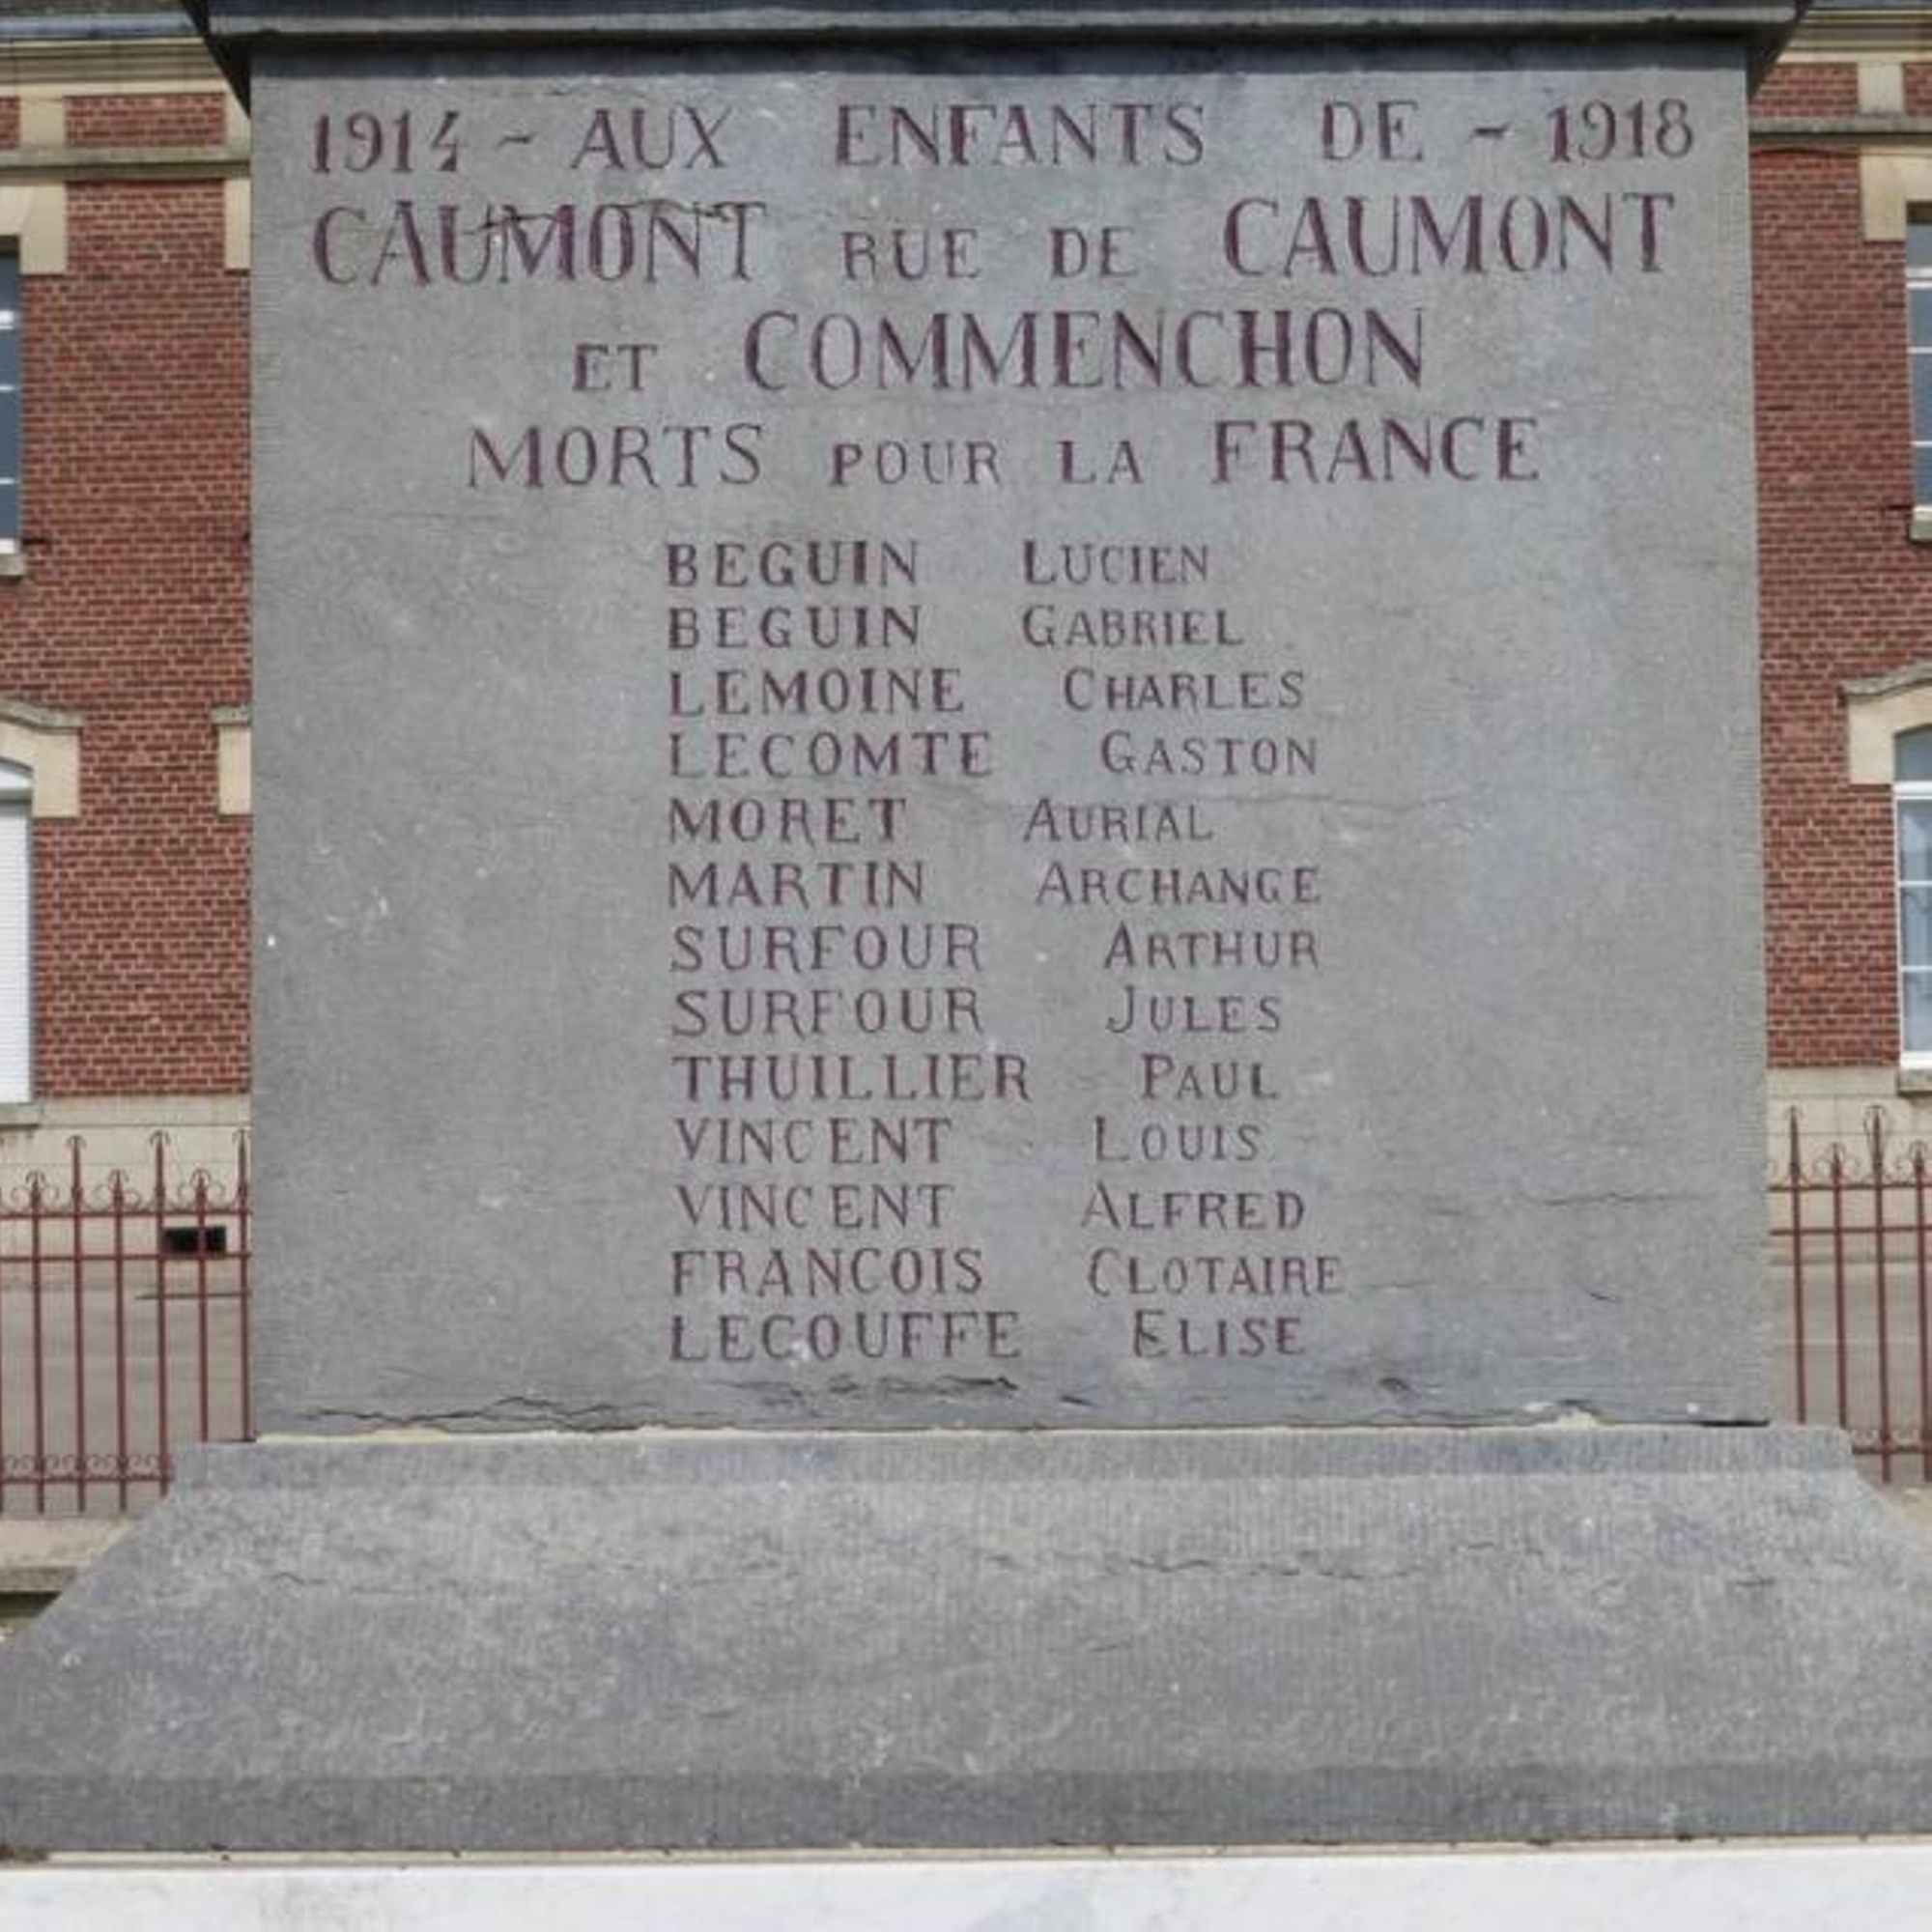 1914 ~ AUX ENFANTS DE ~ 1918
CAUMONT RUE DE CAUMONT
ET COMMENCHON
MORTS POUR LA FRANCE
BEGUIN LUCIEN
BEGUIN GABRIEL
LEMOINE CHARLES
LECOMTE GASTON
MORET AURIAL
MARTIN ARCHANGE
SURFOUR ARTHUR
SURFOUR JULES
THUILLIER PAUL
VINCENT LOUIS
VINCENT ALFRED
FRANCOIS CLOTAIRE
LECOUFFE ELISE